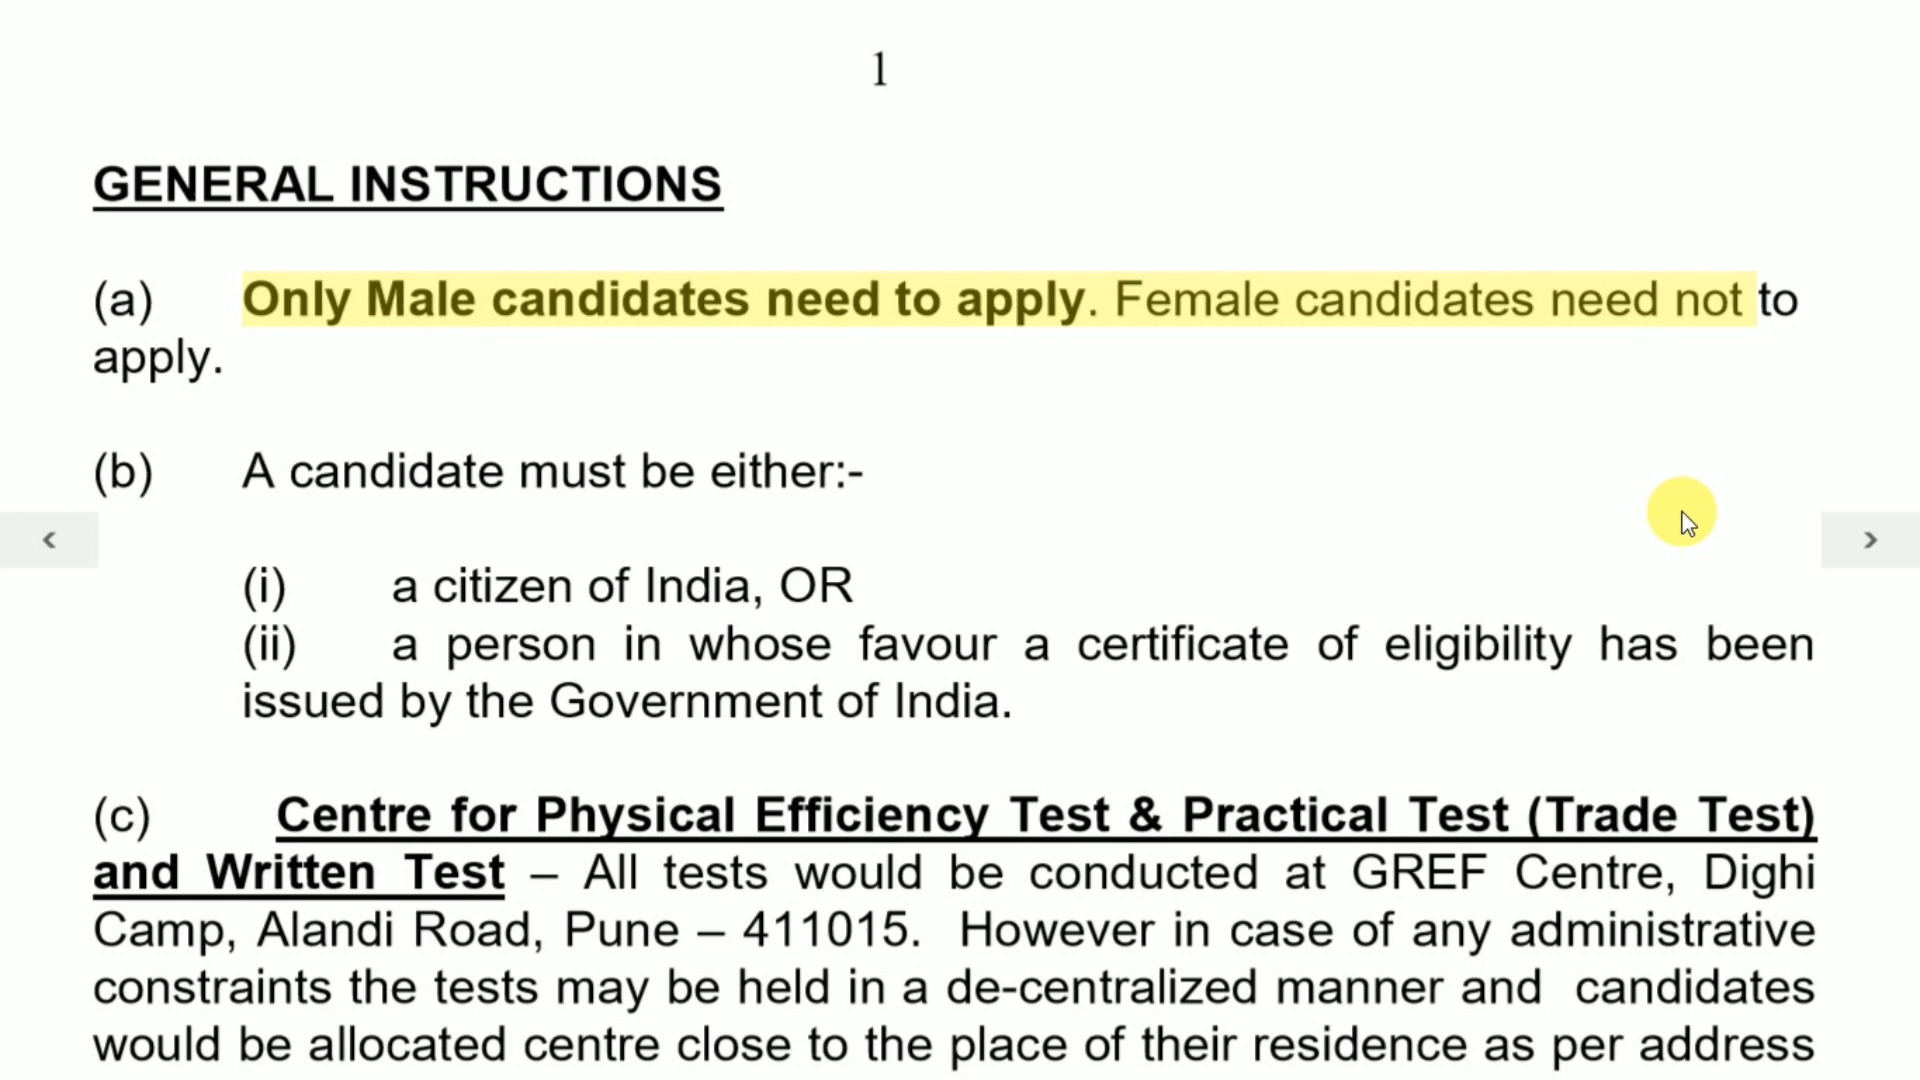 1
GENERAL INSTRUCTIONS
(a) Only Male candidates need to apply. Female candidates need not to
apply.
(b) A candidate must be either:-
(i) a citizen of India, OR
(ii) a person in whose favour a certificate of eligibility has been
issued by the Government of India.
(c) Centre for Physical Efficiency Test & Practical Test (Trade Test)
and Written Test – All tests would be conducted at GREF Centre, Dighi
Camp, Alandi Road, Pune – 411015. However in case of any administrative
constraints the tests may be held in a de-centralized manner and candidates
would be allocated centre close to the place of their residence as per address